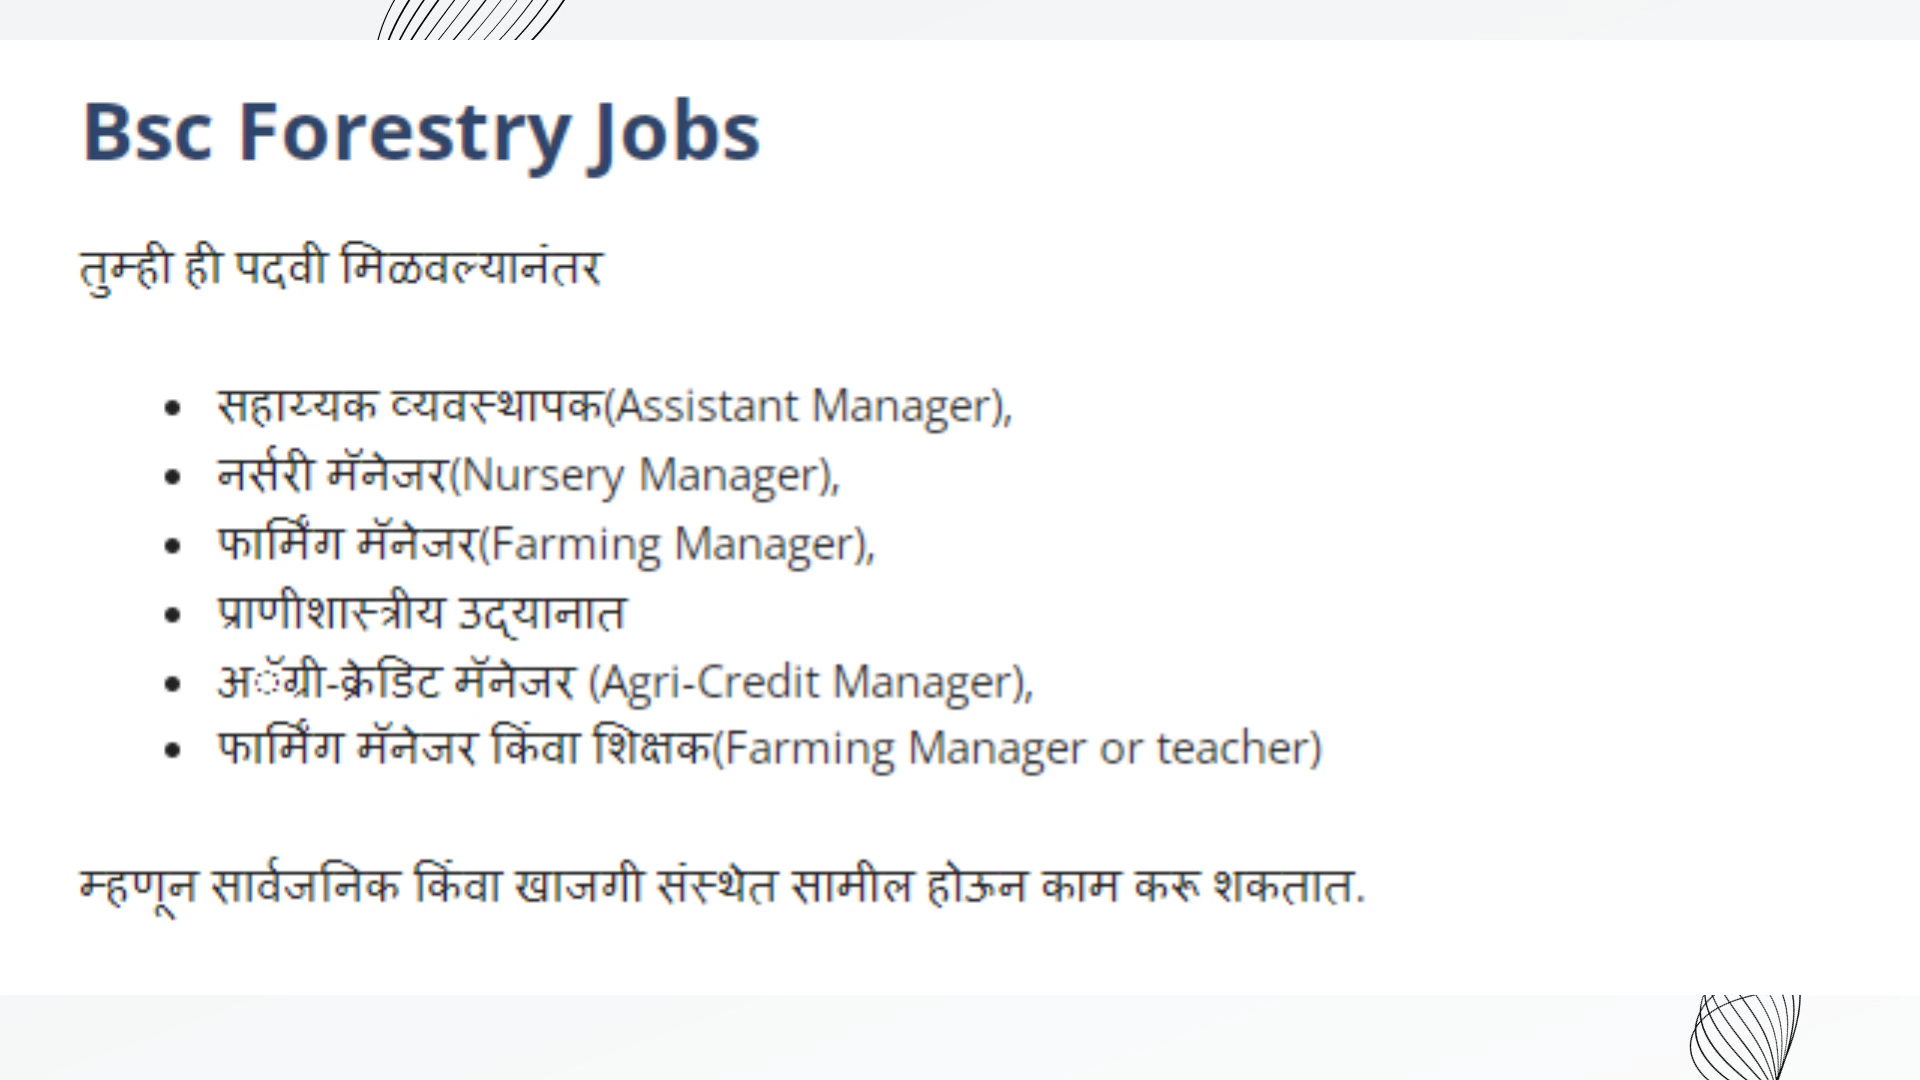 Bsc Forestry Jobs
तुम्ही ही पदवी मिळवल्यानंतर
• सहाय्यक व्यवस्थापक(Assistant Manager),
• नर्सरी मॅनेजर(Nursery Manager),
• फार्मिंग मॅनेजर(Farming Manager),
• प्राणीशास्त्रीय उद्यानात
• अॅग्री-क्रेडिट मॅनेजर (Agri-Credit Manager),
• फार्मिंग मॅनेजर किंवा शिक्षक(Farming Manager or teacher)
म्हणून सार्वजनिक किंवा खाजगी संस्थेत सामील होऊन काम करू शकतात.